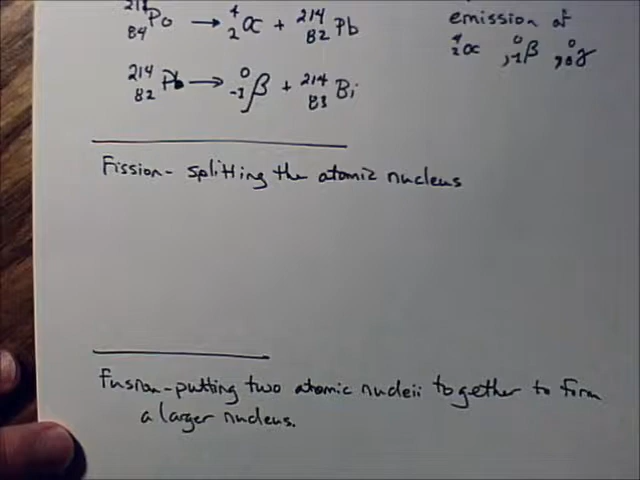 218 84 Po → 4 2 α + 214 82 Pb
emission of
4 2 α , 0 -1 β , 0 0 γ
214 82 Pb → 0 -1 β + 214 83 Bi
Fission - splitting the atomic nucleus
Fusion - putting two atomic nucleii together to form
a larger nucleus.